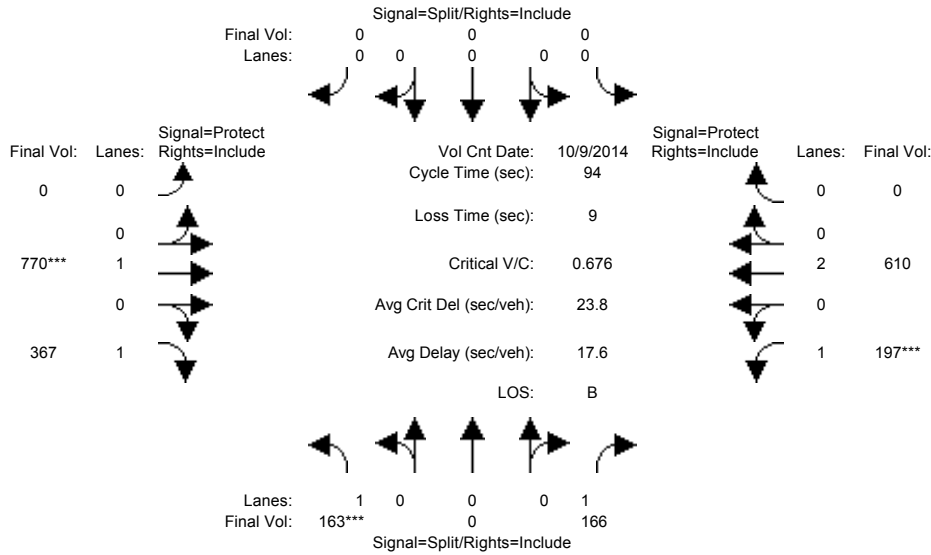 Signal=Split/Rights=Include
Final Vol: 0 0 0
Lanes: 0 0 0 0 0
Signal=Protect Signal=Protect
Final Vol: Lanes: Rights=Include Vol Cnt Date: 10/9/2014 Rights=Include Lanes: Final Vol:
Cycle Time (sec): 94
0 0 0 0
Loss Time (sec): 9
0 0
770*** 1 Critical V/C: 0.676 2 610
0 Avg Crit Del (sec/veh): 23.8 0
367 1 Avg Delay (sec/veh): 17.6 1 197***
LOS: B
Lanes: 1 0 0 0 1
Final Vol: 163*** 0 166
Signal=Split/Rights=Include